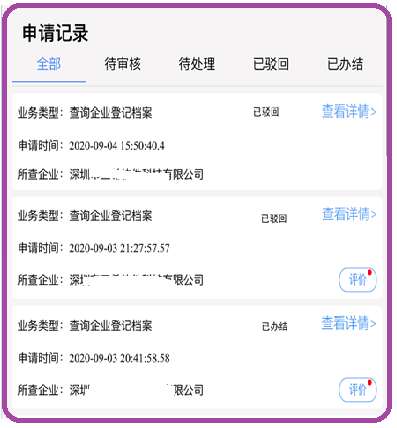 申请记录
全部 待审核 待处理 已驳回 已办结
业务类型：查询企业登记档案 已驳回 查看详情>
申请时间：2020-09-04 15:50:40.4
所查企业：深圳 科技有限公司
业务类型：查询企业登记档案 已驳回 查看详情>
申请时间：2020-09-03 21:27:57.57
所查企业：深圳 有限公司 评价
业务类型：查询企业登记档案 已办结 查看详情>
申请时间：2020-09-03 20:41:58.58
所查企业：深圳 有限公司 评价